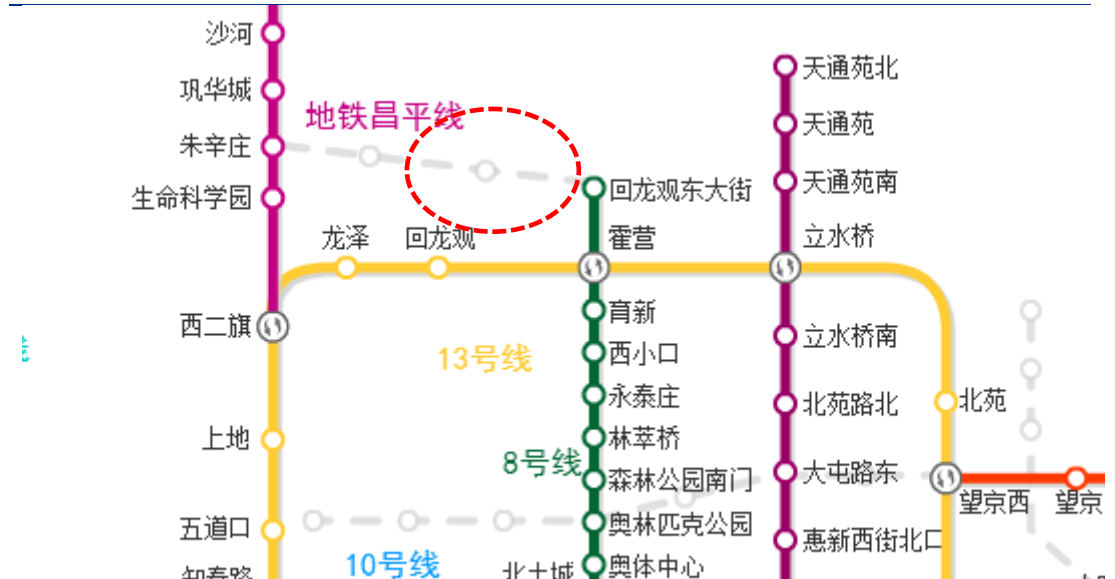 沙河
天通苑北
巩华城
地铁昌平线
天通苑
朱辛庄
天通苑南
回龙观东大街
生命科学园
龙泽
回龙观
霍营
立水桥
育新
西二旗
立水桥南
13号线
西小口
永泰庄
北苑路北
北苑
上地
林萃桥
8号线
森林公园南门
大屯路东
望京西
望京
五道口
奥林匹克公园
惠新西街北口
10号线
北土城
奥体中心
知春路